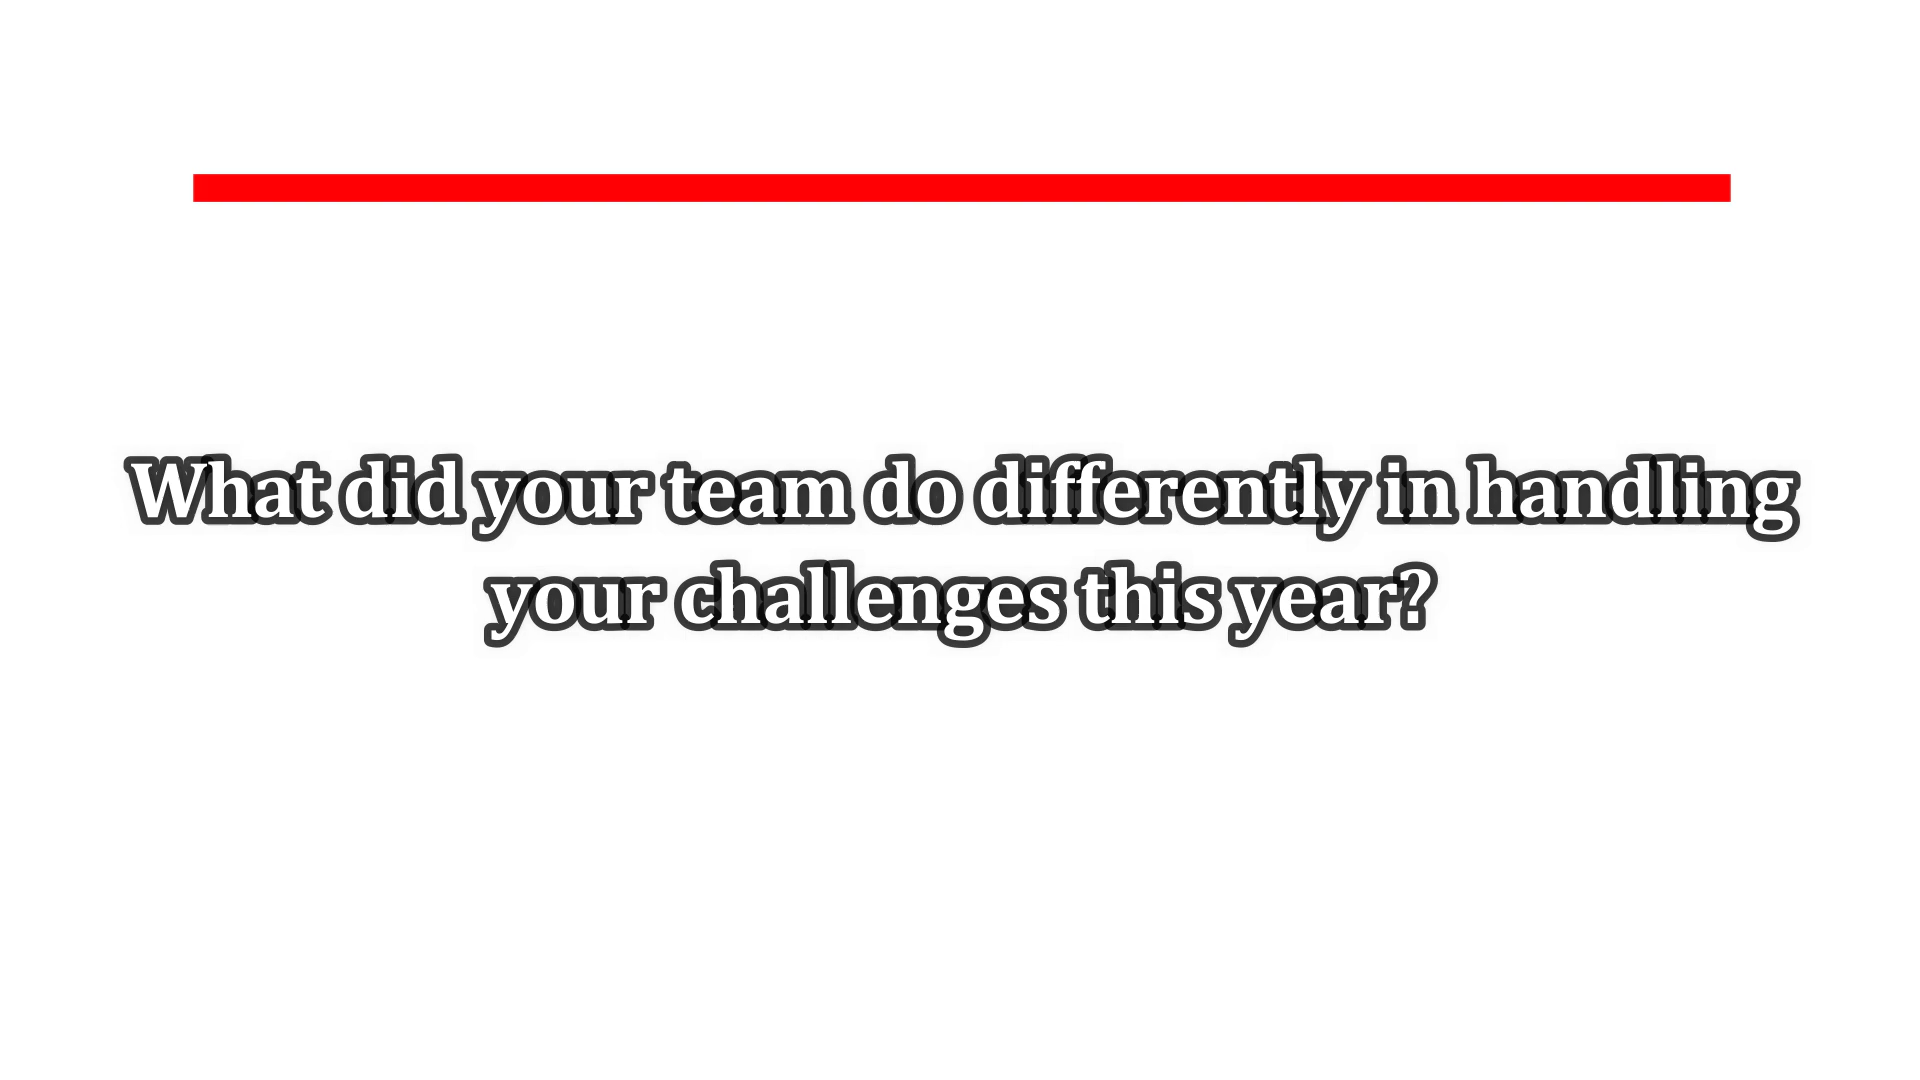 What did your team do differently in handling
your challenges this year?